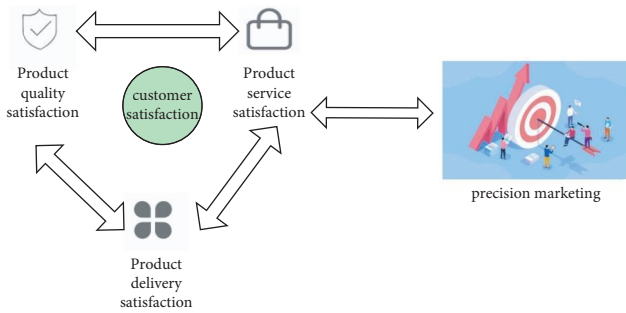 Product
quality
satisfaction
customer
satisfaction
Product
service
satisfaction
precision marketing
Product
delivery
satisfaction